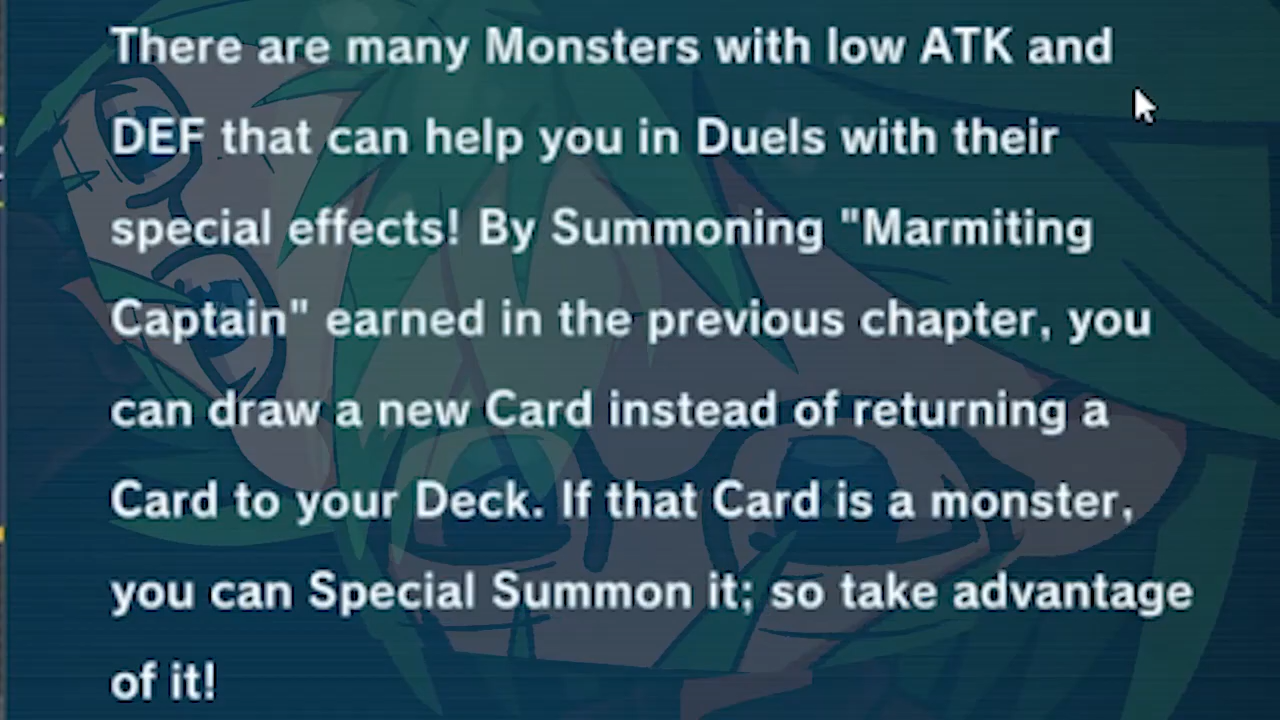 There are many Monsters with low ATK and
DEF that can help you in Duels with their
special effects! By Summoning "Marmiting
Captain" earned in the previous chapter, you
can draw a new Card instead of returning a
Card to your Deck. If that Card is a monster,
you can Special Summon it; so take advantage
of it!